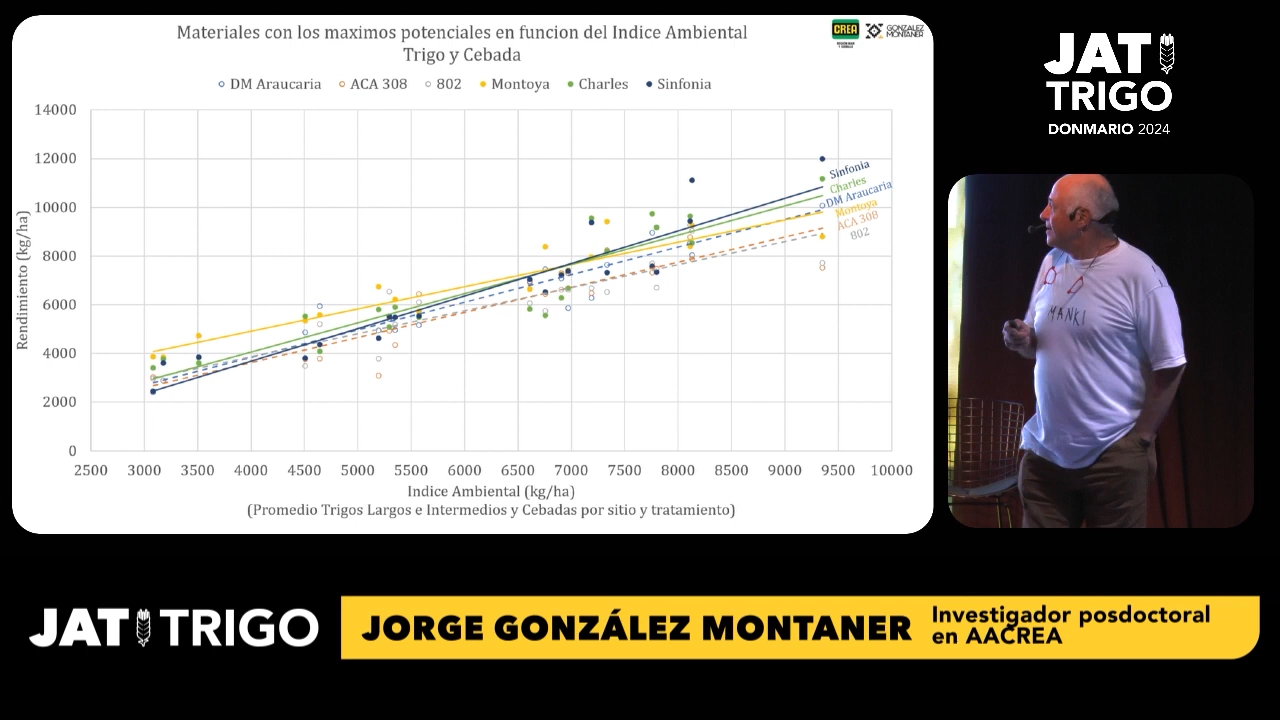 Materiales con los maximos potenciales en funcion del Indice Ambiental
Trigo y Cebada
CREA
GONZALEZ
MONTANER
DM Araucaria
ACA 308
802
Montoya
Charles
Sinfonia
14000
12000
10000
8000
6000
4000
2000
0
Rendimiento (kg/ha)
Sinfonia
Charles
DM Araucaria
Montoya
ACA 308
802
2500 3000 3500 4000 4500 5000 5500 6000 6500 7000 7500 8000 8500 9000 9500 10000
Indice Ambiental (kg/ha)
(Promedio Trigos Largos e Intermedios y Cebadas por sitio y tratamiento)
JAT
TRIGO
DONMARIO 2024
MANKI
JAT TRIGO
JORGE GONZÁLEZ MONTANER
Investigador posdoctoral
en AACREA